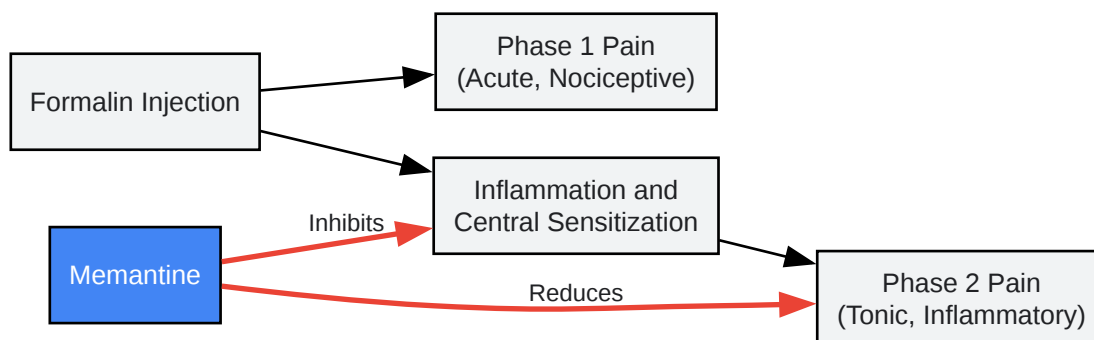 Phase 1 Pain
(Acute, Nociceptive)
Formalin Injection
Inflammation and
Central Sensitization
Inhibits
Memantine
Reduces
Phase 2 Pain
(Tonic, Inflammatory)